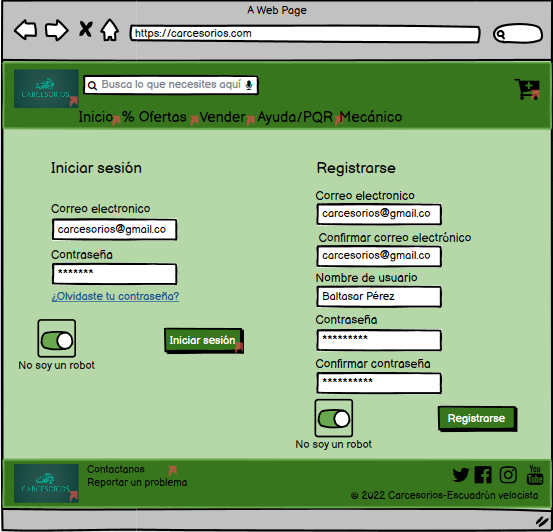 A Web Page
https://carcesorios.com
CARCESORIOS
Busca lo que necesites aquí
Inicio % Ofertas Vender Ayuda/PQR Mecánico
Iniciar sesión
Correo electronico
carcesorios@gmail.co
Contraseña
*******
¿Olvidaste tu contraseña?
No soy un robot
Iniciar sesión
Registrarse
Correo electronico
carcesorios@gmail.co
Confirmar correo electrónico
carcesorios@gmail.co
Nombre de usuario
Baltasar Pérez
Contraseña
*********
Confirmar contraseña
**********
No soy un robot
Registrarse
CARCESORIOS
Contactanos
Reportar un problema
You
Tube
© 2022 Carcesorios-Escuadrón velocista